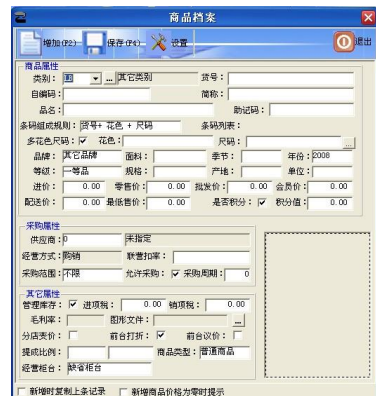 商品档案
增加(F2) 保存(F4) 设置 退出
商品属性
类别: ... 其它类别 货号:
自编码: 简称:
品名: 助记码:
条码组成规则: 货号+ 花色 + 尺码 条码列表:
多花色尺码: 花色: 尺码: ...
品牌: 其它品牌 面料: 季节: 年份: 2008
等级: 一等品 规格: 产地: 单位:
进价: 0.00 零售价: 0.00 批发价: 0.00 会员价: 0.00
配送价: 0.00 最低售价: 0.00 是否积分: 积分值: 0.00
采购属性
供应商: 0 未指定
经营方式: 购销 联营扣率:
采购范围: 不限 允许采购: 采购周期: 0
其它属性
管理库存: 进项税: 0.00 销项税: 0.00
毛利率: 图形文件: ...
分店变价: 前台打折: 前台议价:
提成比例: 商品类型: 普通商品
经营柜台: 缺省柜台
新增时复制上条记录 新增商品价格为零时提示